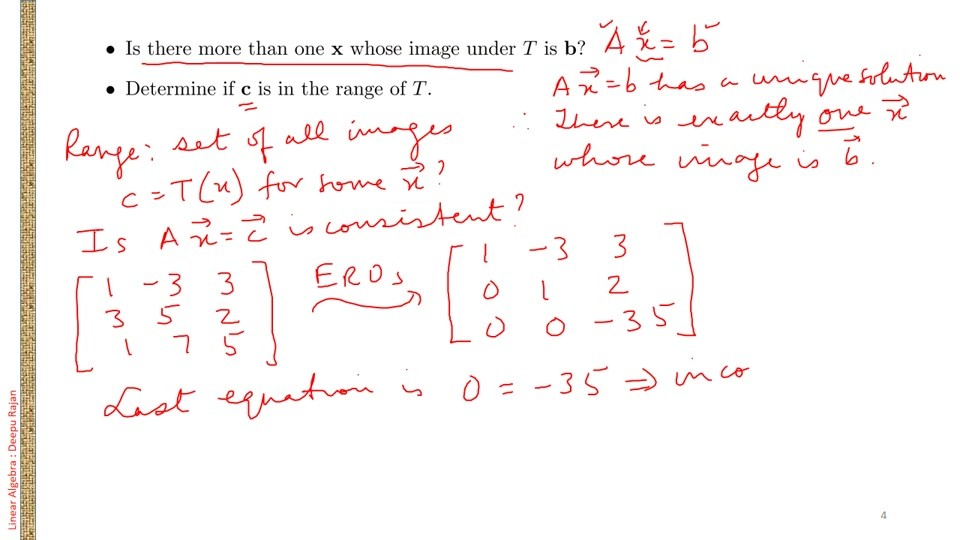 • Is there more than one x whose image under T is b? A x⃗ = b
• Determine if c is in the range of T.
A x⃗ = b has a unique solution
∴ There is exactly one x⃗
whose image is b⃗.
Range: set of all images
c = T(x) for some x⃗?
Is A x⃗ = c⃗ is consistent?
[1 -3 3
3 5 2
1 7 5]
EROs
[1 -3 3
0 1 2
0 0 -35]
Last equation is 0 = -35 ⇒ inco
Linear Algebra : Deepu Rajan
4